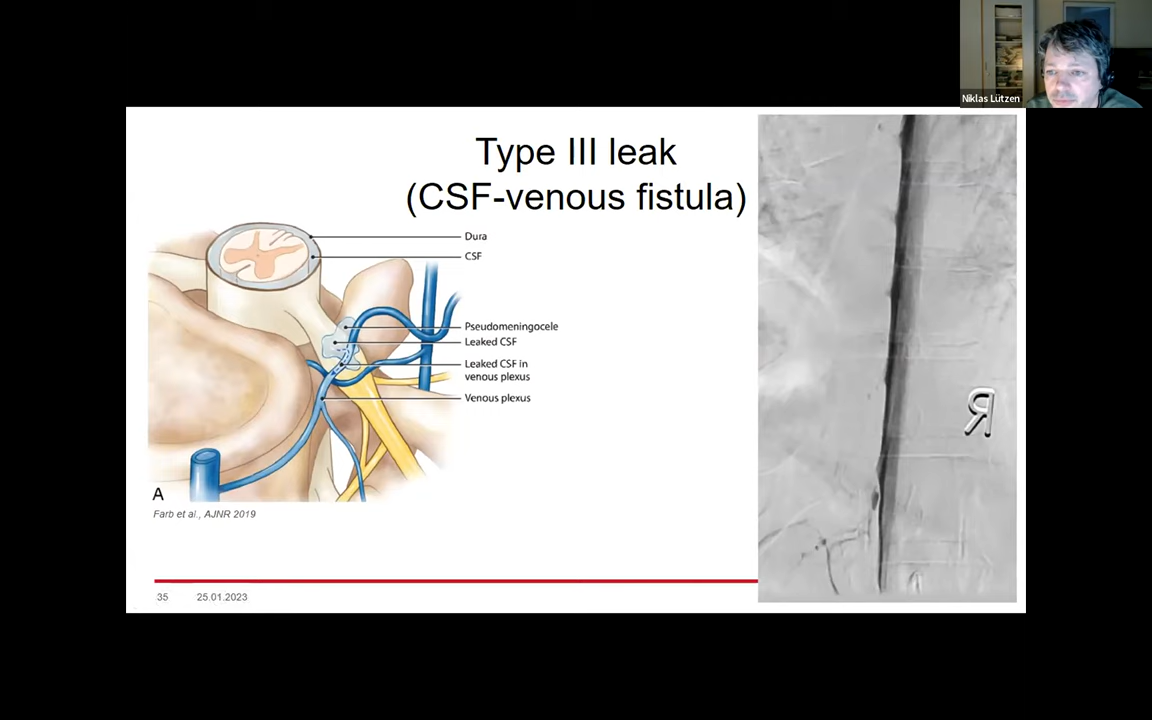 Niklas Lützen
Type III leak
(CSF-venous fistula)
Dura
CSF
Pseudomeningocele
Leaked CSF
Leaked CSF in
venous plexus
Venous plexus
A
Farb et al., AJNR 2019
R
35 25.01.2023